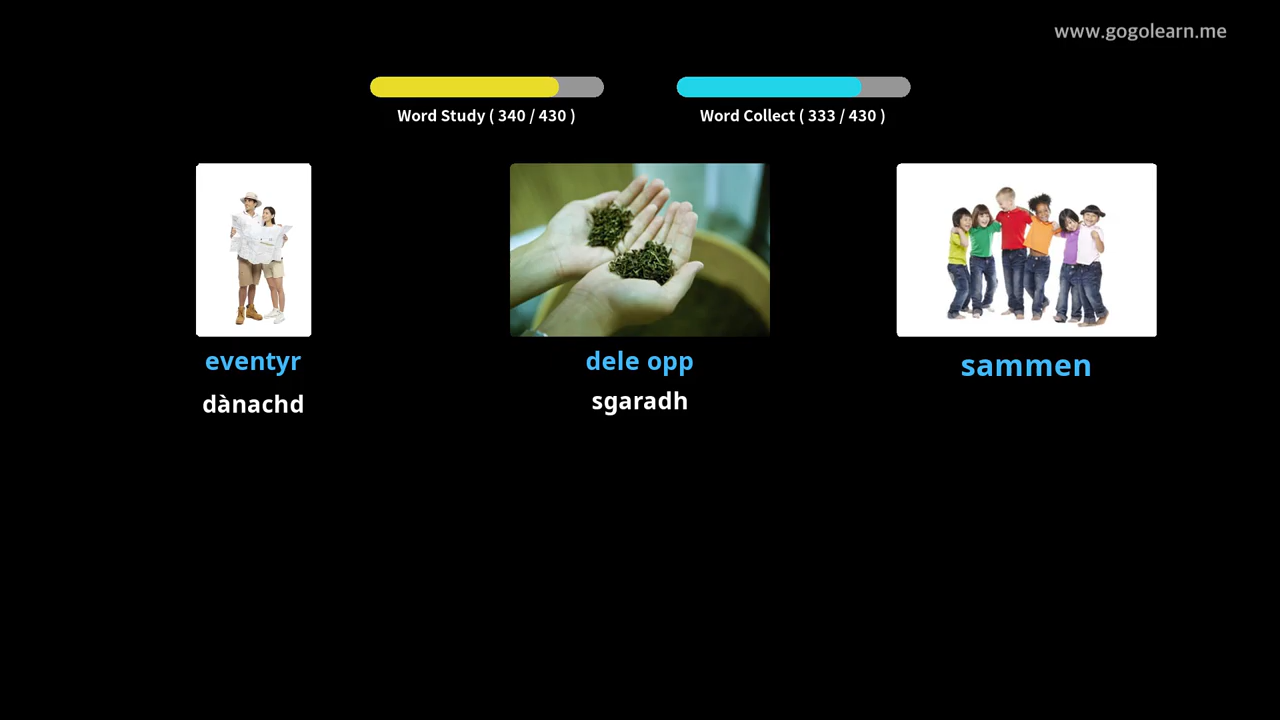 www.gogolearn.me
Word Study ( 340 / 430 )
Word Collect ( 333 / 430 )
eventyr
dànachd
dele opp
sgaradh
sammen